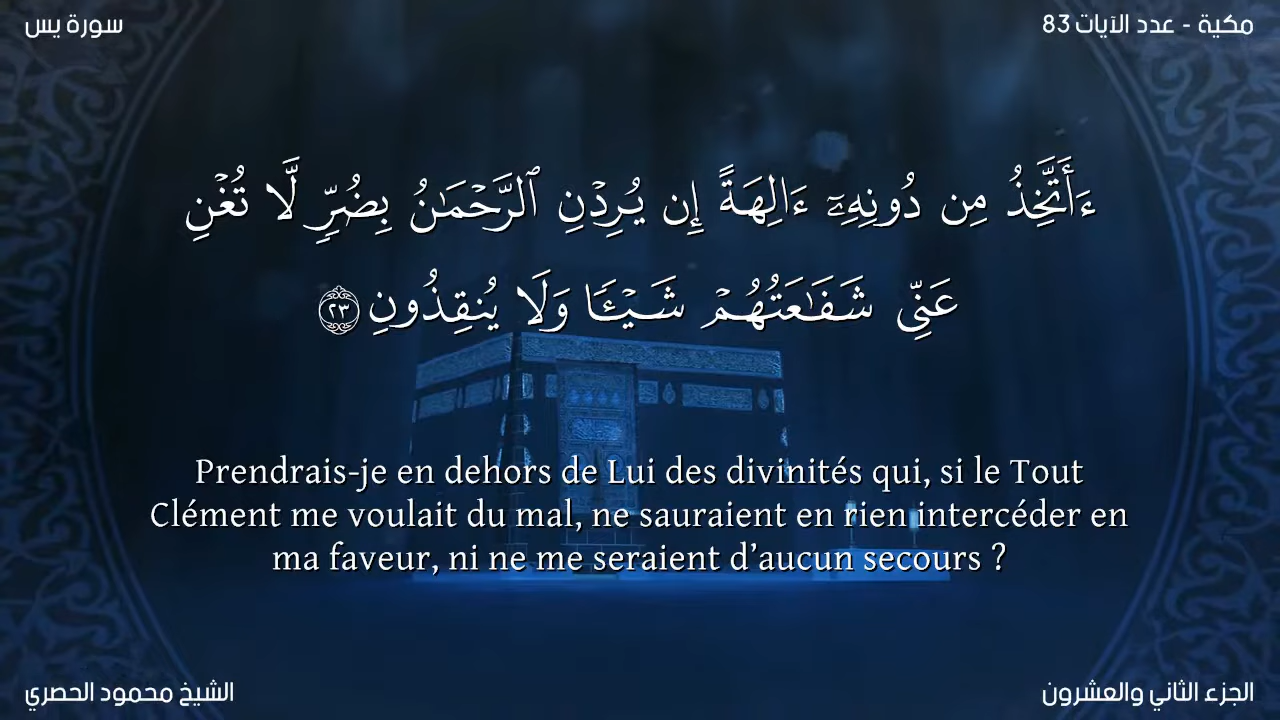 سورة يس
مكية - عدد الآيات 83
ءَأَتَّخِذُ مِن دُونِهِۦٓ ءَالِهَةً إِن يُرِدْنِ ٱلرَّحْمَـٰنُ بِضُرٍّ لَّا تُغْنِ
عَنِّى شَفَـٰعَتُهُمْ شَيْـًٔا وَلَا يُنقِذُونِ ٢٣
Prendrais-je en dehors de Lui des divinités qui, si le Tout
Clément me voulait du mal, ne sauraient en rien intercéder en
ma faveur, ni ne me seraient d’aucun secours ?
الشيخ محمود الحصري
الجزء الثاني والعشرون